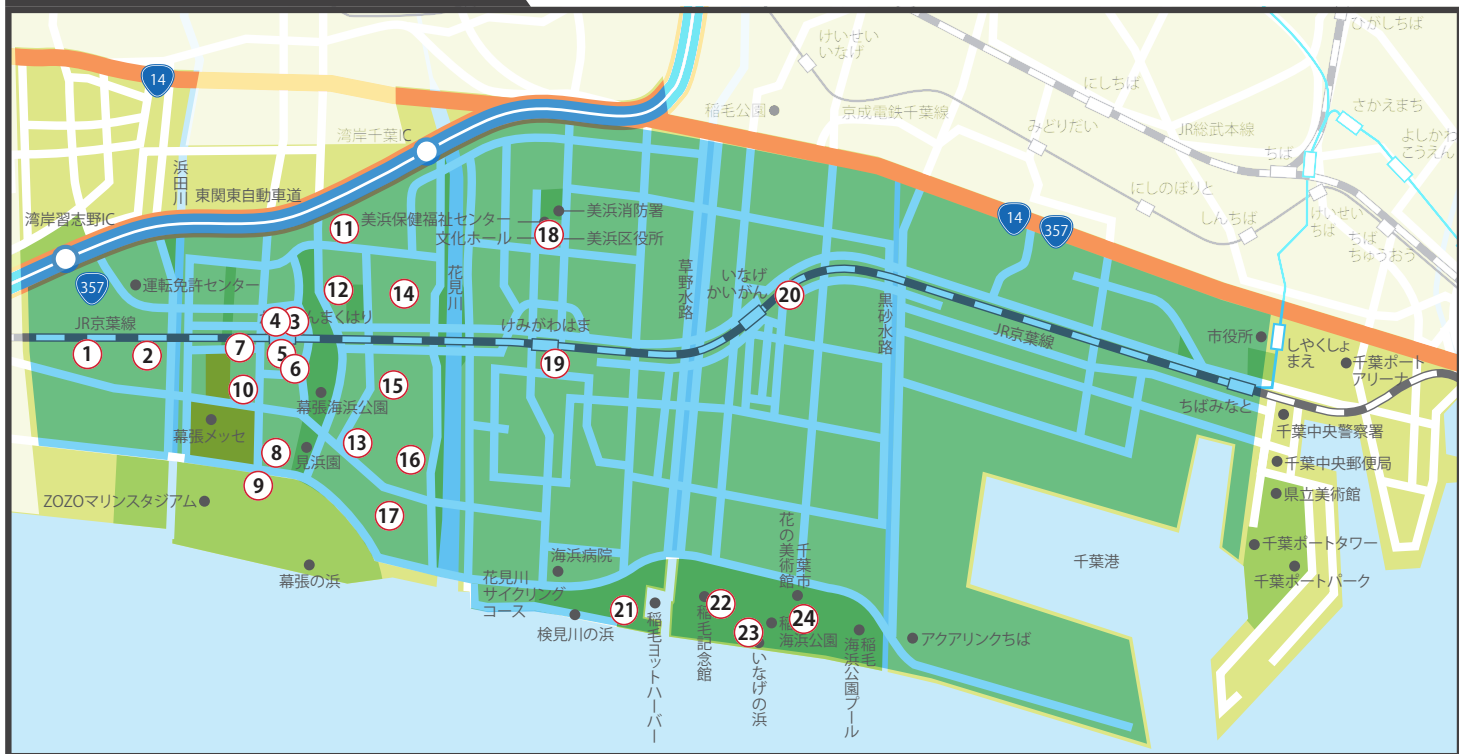 ひがしちば
けいせい
いなげ
14
にしちば
稲毛公園
京成電鉄千葉線
さかえまち
湾岸千葉IC
みどりだい
JR総武本線
よしかわ
こうえん
ちば
浜田川
東関東自動車道
にしのぼりと
湾岸習志野IC
11
美浜保健福祉センター
美浜消防署
文化ホール
18
美浜区役所
14
357
しんちば
けいせい
ちば
ちば
ちゅうおう
357
運転免許センター
12
14
花見川
草野水路
いなげ
かいがん
20
黒砂水路
JR京葉線
4
3
んまくはり
けみがわはま
JR京葉線
市役所
しやくしょ
まえ
千葉ポート
アリーナ
1
2
7
5
6
19
10
15
幕張海浜公園
ちばみなと
幕張メッセ
13
千葉中央警察署
8
見浜園
16
千葉中央郵便局
9
ZOZOマリンスタジアム
17
県立美術館
幕張の浜
海浜病院
千葉市
花の美術館
千葉港
千葉ポートタワー
千葉ポートパーク
花見川
サイクリング
コース
検見川の浜
21
稲毛ヨットハーバー
稲毛記念館
22
23
いなげの浜
稲
海浜公園
24
稲毛
海浜公園プール
アクアリンクちば